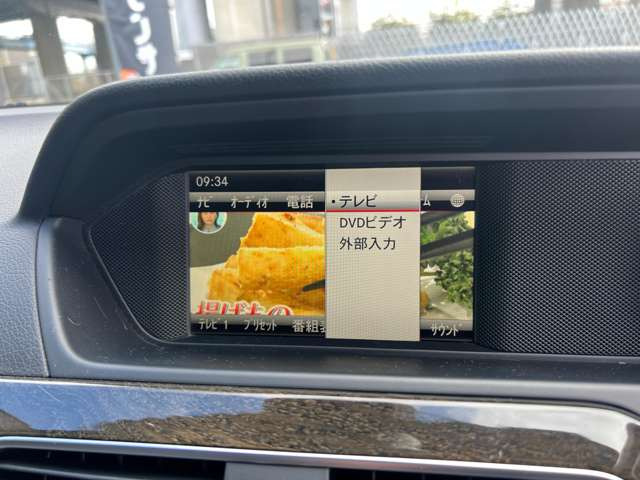 09:34
ナビ オーディオ 電話 ム
・テレビ
DVDビデオ
外部入力
揚げもの
テレビ1 プリセット 番組表 サウンド